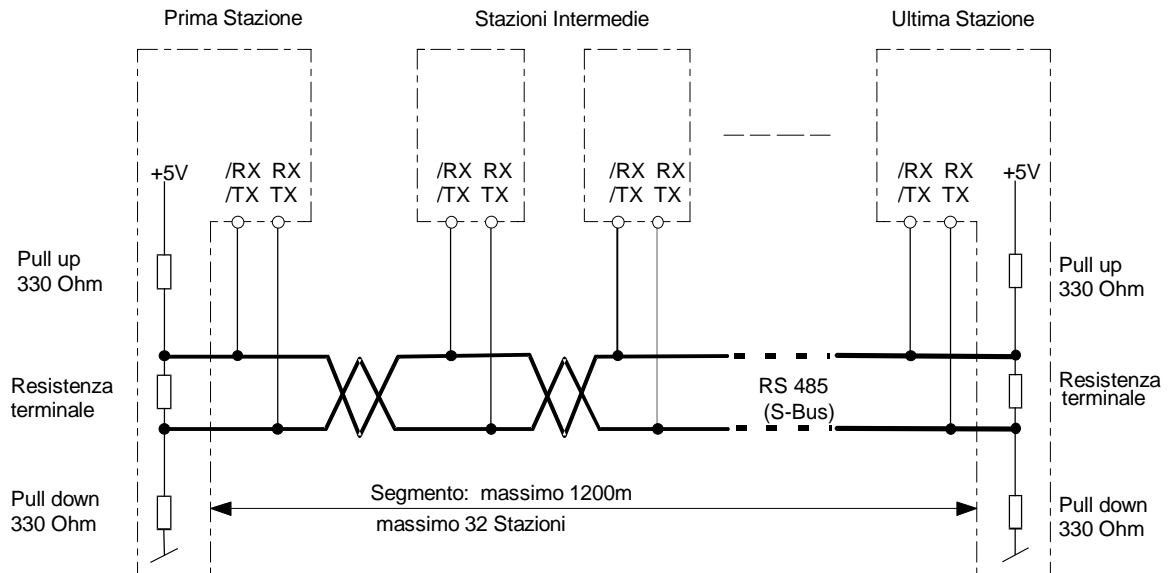 Prima Stazione
Stazioni Intermedie
Ultima Stazione
+5V
/RX RX
/TX TX
/RX RX
/TX TX
/RX RX
/TX TX
/RX RX
/TX TX
+5V
Pull up
330 Ohm
Pull up
330 Ohm
Resistenza
terminale
RS 485
(S-Bus)
Resistenza
terminale
Pull down
330 Ohm
Segmento: massimo 1200m
massimo 32 Stazioni
Pull down
330 Ohm